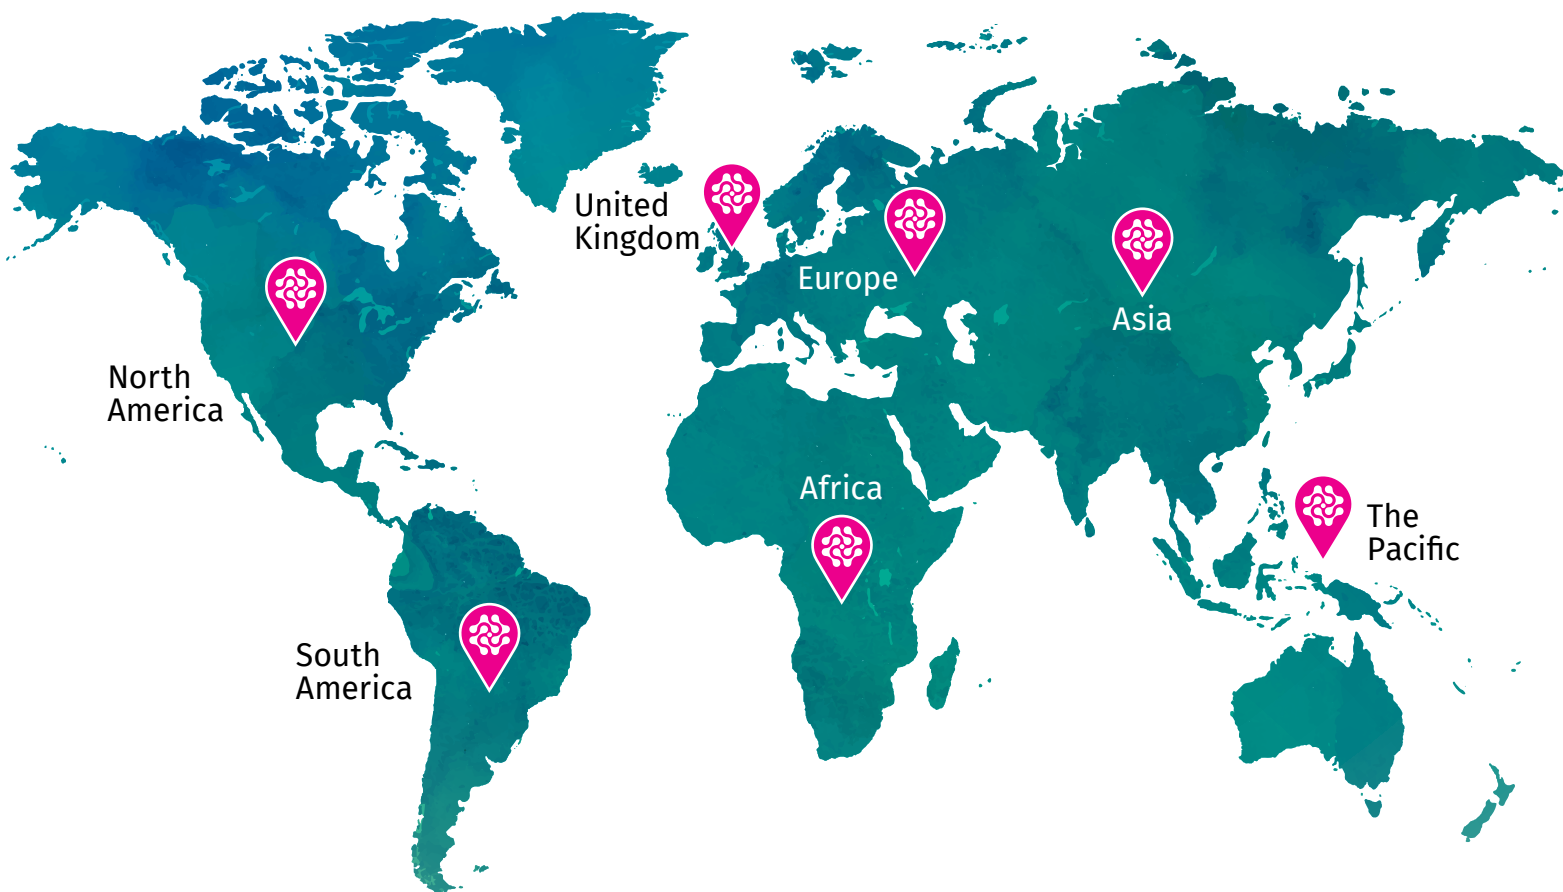 United
Kingdom
Europe
Asia
North
America
Africa
The
Pacific
South
America